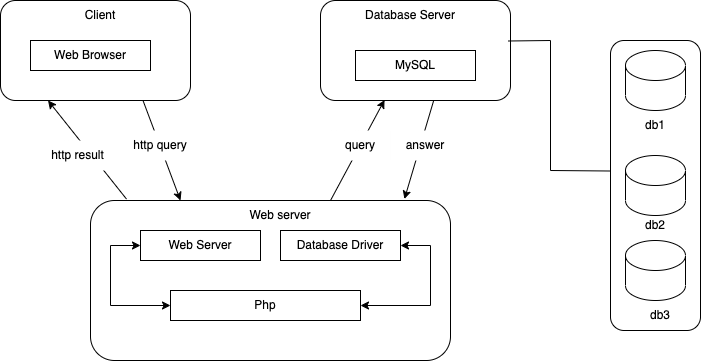 Client
Web Browser
Database Server
MySQL
db1
http result
http query
query
answer
Web server
Web Server
Database Driver
Php
db2
db3